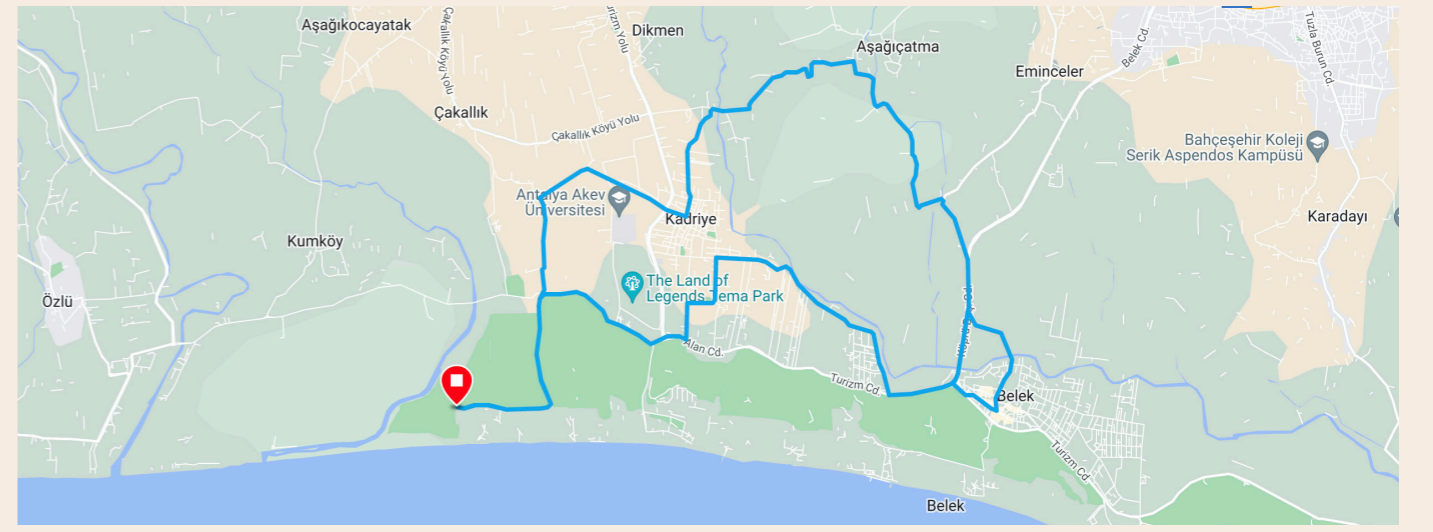 Aşağıkocayatak
Çakallık Köyü Yolu
Dikmen
Aşağıçatma
Belek Cd.
Tuzla Burun Cd.
Eminceler
Çakallık
Çakallık Köyü Yolu
Bahçeşehir Koleji
Serik Aspendos Kampüsü
Antalya Akev
Üniversitesi
Kadriye
Karadayı
Kumköy
Özlü
The Land of
Legends Tema Park
Alan Cd.
Turizm Cd.
Belek
Turizm Cd.
Belek